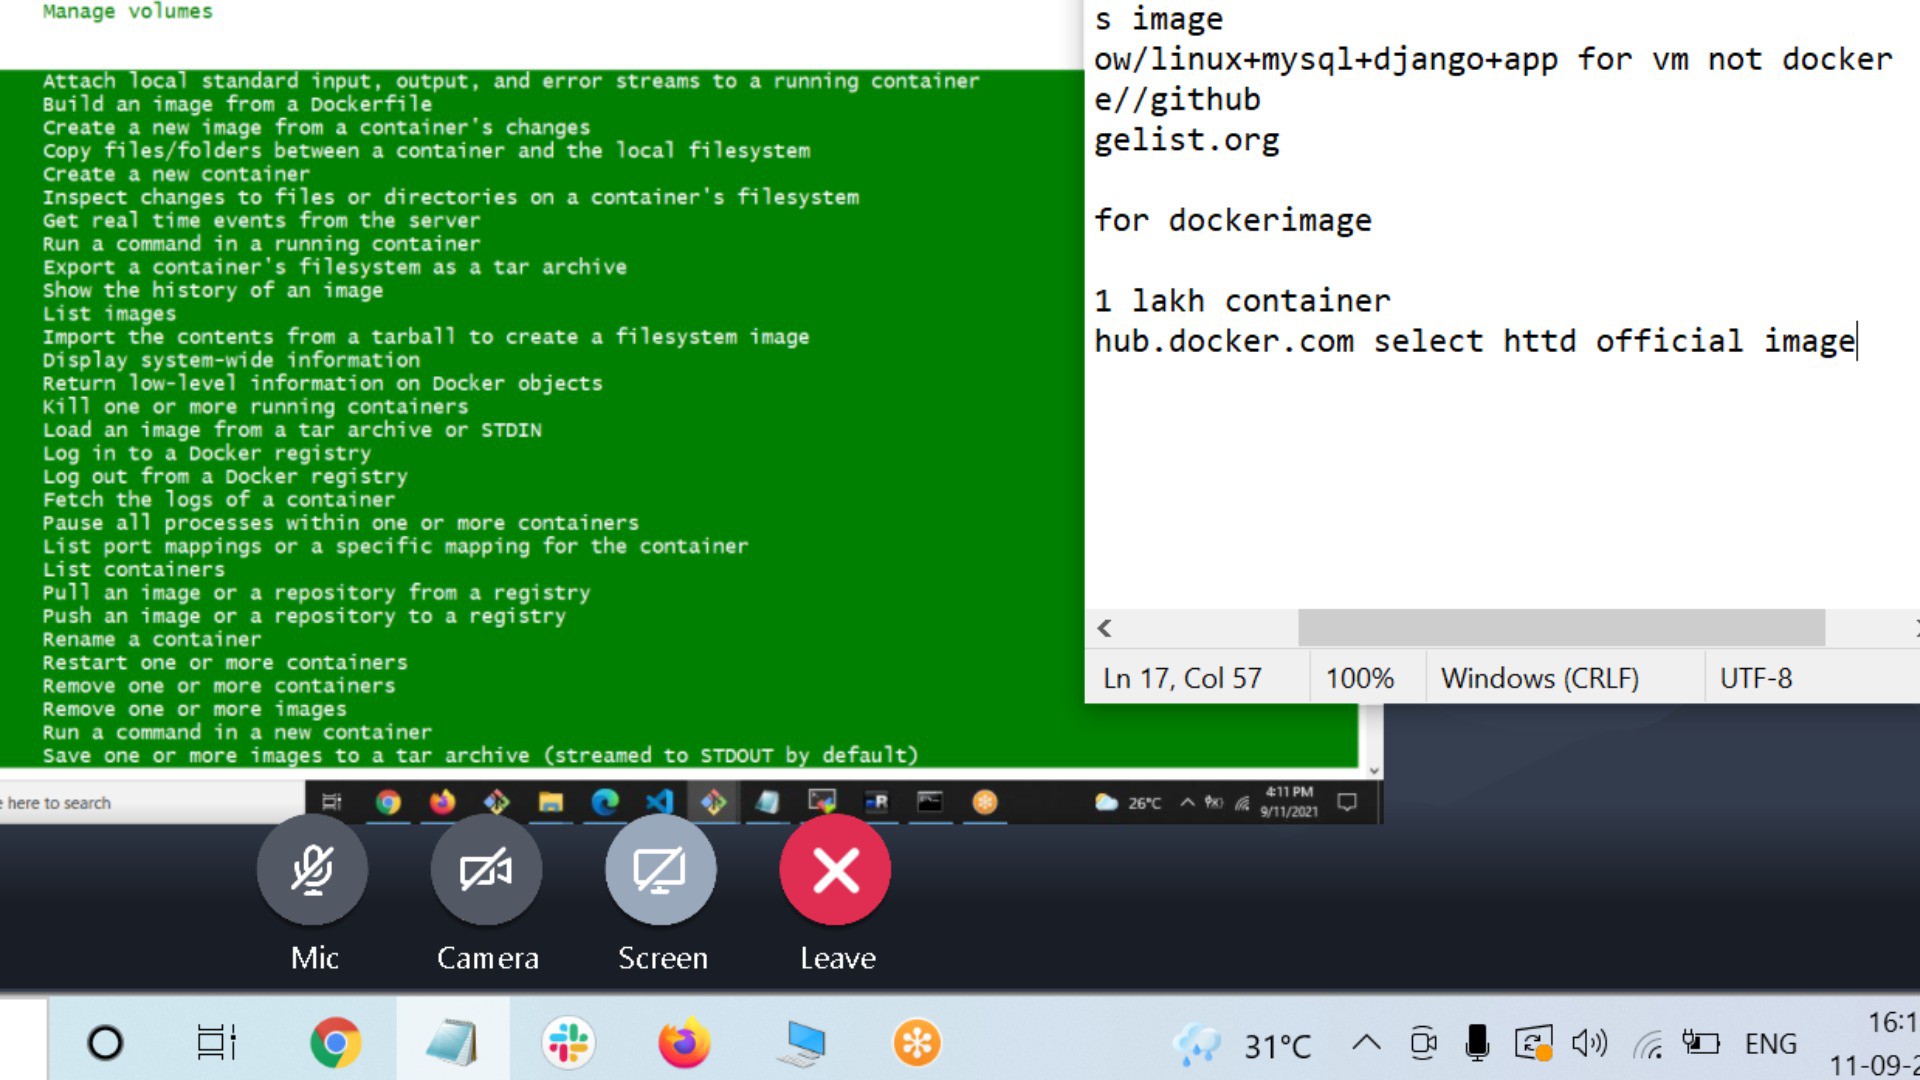 Manage volumes
Attach local standard input, output, and error streams to a running container
Build an image from a Dockerfile
Create a new image from a container's changes
Copy files/folders between a container and the local filesystem
Create a new container
Inspect changes to files or directories on a container's filesystem
Get real time events from the server
Run a command in a running container
Export a container's filesystem as a tar archive
Show the history of an image
List images
Import the contents from a tarball to create a filesystem image
Display system-wide information
Return low-level information on Docker objects
Kill one or more running containers
Load an image from a tar archive or STDIN
Log in to a Docker registry
Log out from a Docker registry
Fetch the logs of a container
Pause all processes within one or more containers
List port mappings or a specific mapping for the container
List containers
Pull an image or a repository from a registry
Push an image or a repository to a registry
Rename a container
Restart one or more containers
Remove one or more containers
Remove one or more images
Run a command in a new container
Save one or more images to a tar archive (streamed to STDOUT by default)
s image
ow/linux+mysql+django+app for vm not docker
e//github
gelist.org
for dockerimage
1 lakh container
hub.docker.com select httd official image
Ln 17, Col 57 100% Windows (CRLF) UTF-8
here to search
26°C
4:11 PM
9/11/2021
Mic Camera Screen Leave
31°C ENG
16:1
11-09-2